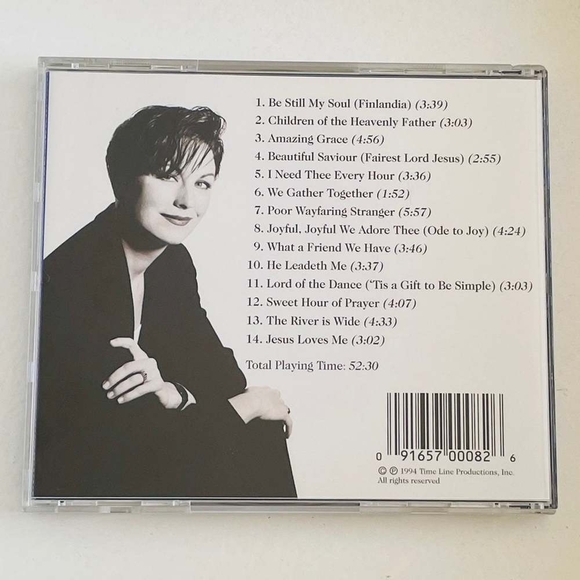 1. Be Still My Soul (Finlandia) (3:39)
2. Children of the Heavenly Father (3:03)
3. Amazing Grace (4:56)
4. Beautiful Saviour (Fairest Lord Jesus) (2:55)
5. I Need Thee Every Hour (3:36)
6. We Gather Together (1:52)
7. Poor Wayfaring Stranger (5:57)
8. Joyful, Joyful We Adore Thee (Ode to Joy) (4:24)
9. What a Friend We Have (3:46)
10. He Leadeth Me (3:37)
11. Lord of the Dance ('Tis a Gift to Be Simple) (3:03)
12. Sweet Hour of Prayer (4:07)
13. The River is Wide (4:33)
14. Jesus Loves Me (3:02)
Total Playing Time: 52:30
0 91657 00082 6
© ℗ 1994 Time Line Productions, Inc.
All rights reserved